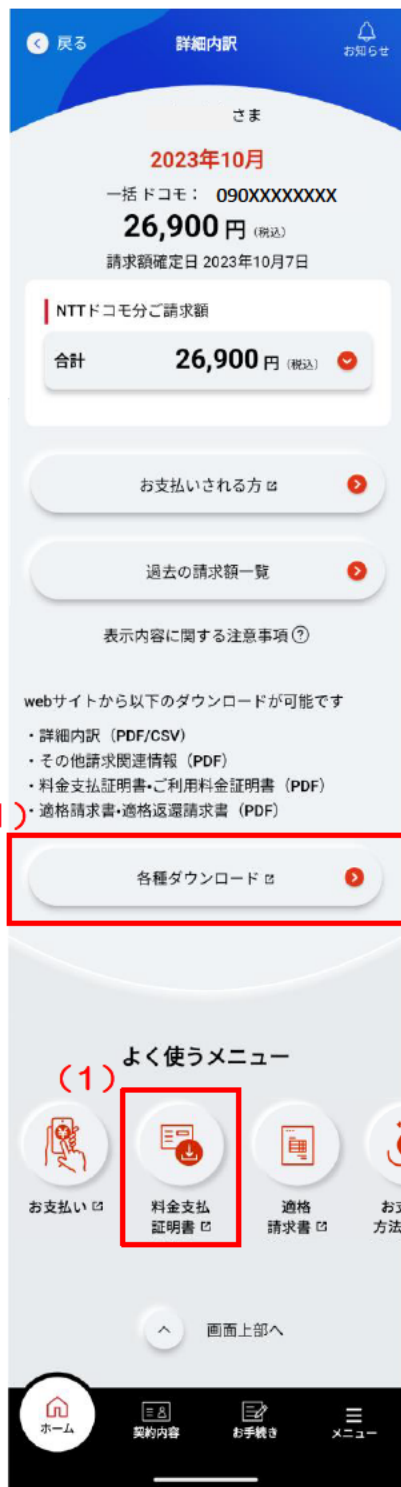 戻る
詳細内訳
お知らせ
さま
2023年10月
一括ドコモ： 090XXXXXXXX
26,900 円 (税込)
請求額確定日 2023年10月7日
NTTドコモ分ご請求額
合計 26,900 円 (税込)
お支払いされる方
過去の請求額一覧
表示内容に関する注意事項?
webサイトから以下のダウンロードが可能です
・詳細内訳（PDF/CSV）
・その他請求関連情報（PDF）
・料金支払証明書・ご利用料金証明書（PDF）
）
・適格請求書・適格返還請求書（PDF）
各種ダウンロード
よく使うメニュー
（1）
お支払い
料金支払
証明書
適格
請求書
お支
方法
画面上部へ
ホーム
契約内容
お手続き
メニュー